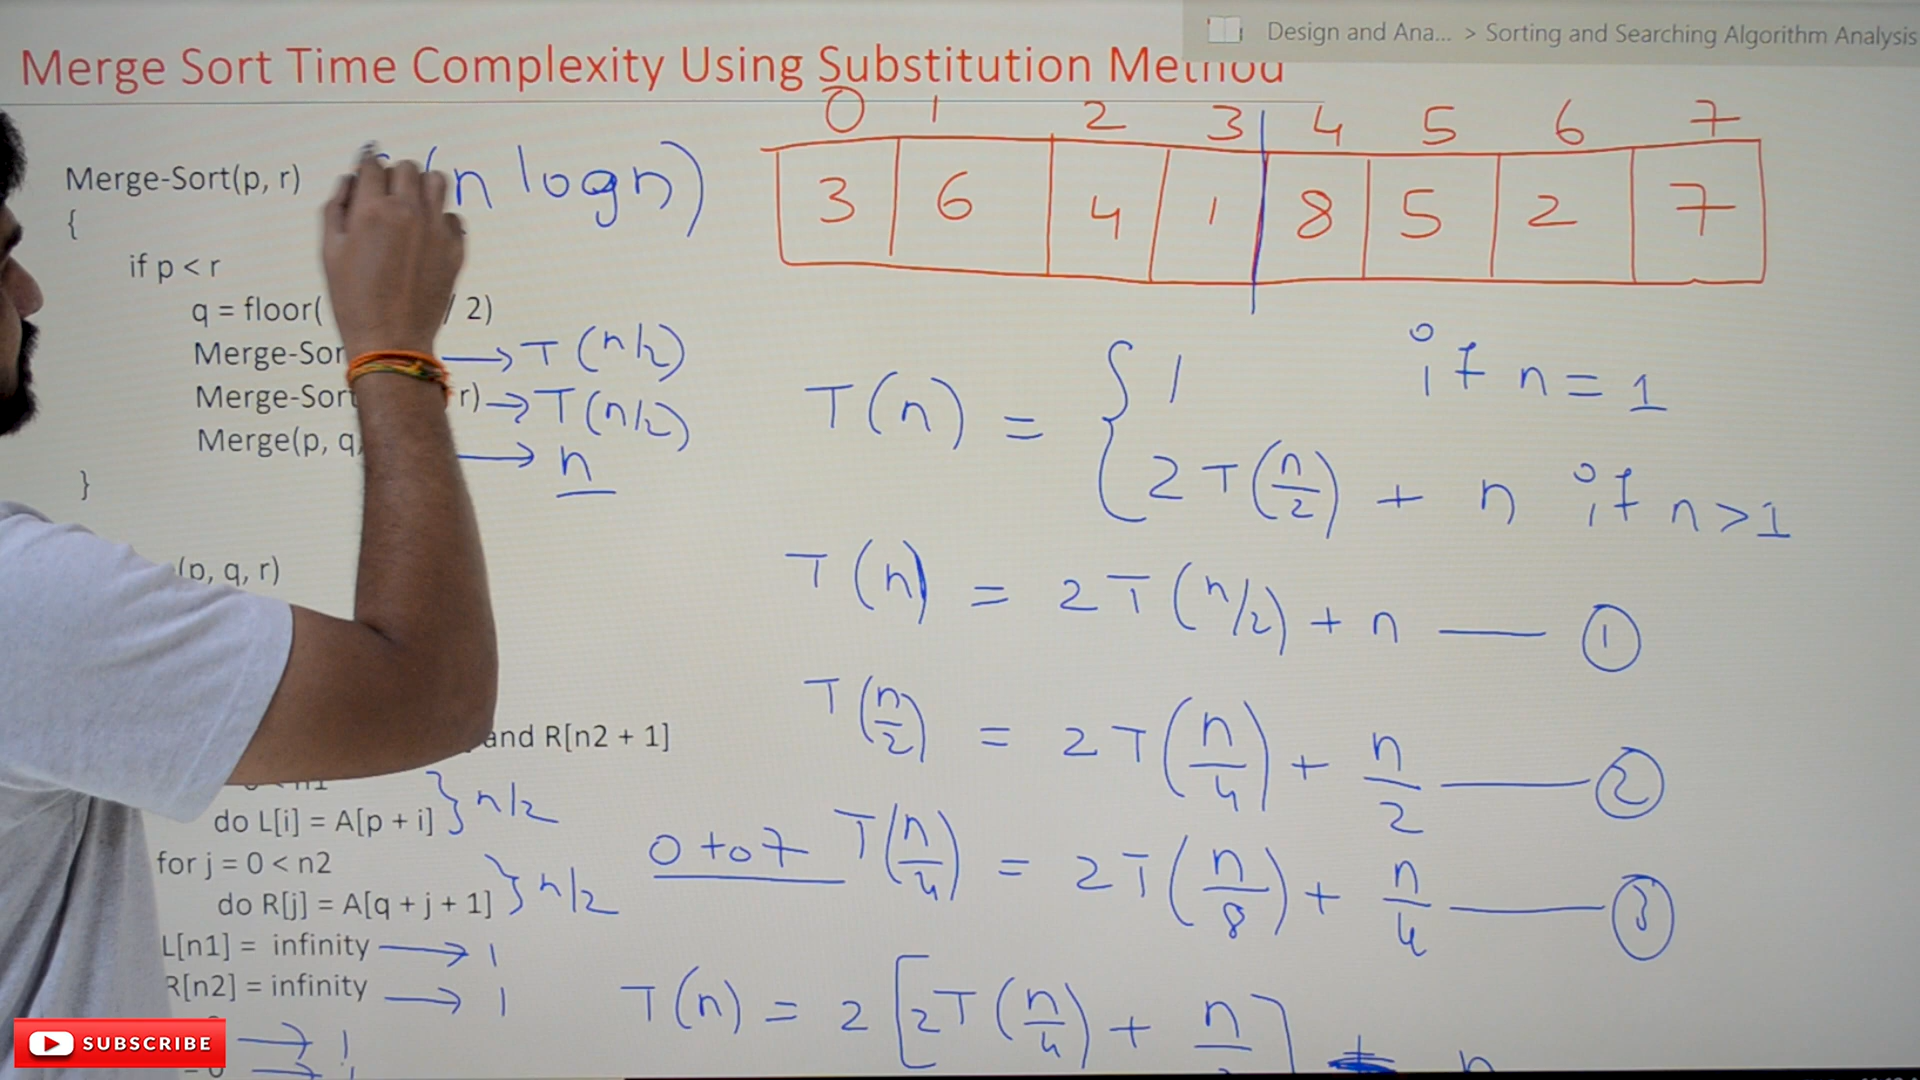 Design and Ana... > Sorting and Searching Algorithm Analysis
Merge Sort Time Complexity Using Substitution Method
0 1 2 3 4 5 6 7
3 6 4 1 8 5 2 7
Merge-Sort(p, r) (n logn)
{
if p < r
q = floor( / 2)
Merge-Sor → T(n/2)
Merge-Sort r) → T(n/2)
Merge(p, q, → n
}
T(n) = { 1 if n = 1
2T(n/2) + n if n > 1
T(n) = 2T(n/2) + n — ①
T(n/2) = 2T(n/4) + n/2 — ②
0 to 7 T(n/4) = 2T(n/8) + n/4 — ③
T(n) = 2[2T(n/4) + n/2] + n
(p, q, r)
and R[n2 + 1]
do L[i] = A[p + i] } n/2
for j = 0 < n2
do R[j] = A[q + j + 1] } n/2
L[n1] = infinity → 1
R[n2] = infinity → 1
→ 1
= 0 → 1
SUBSCRIBE